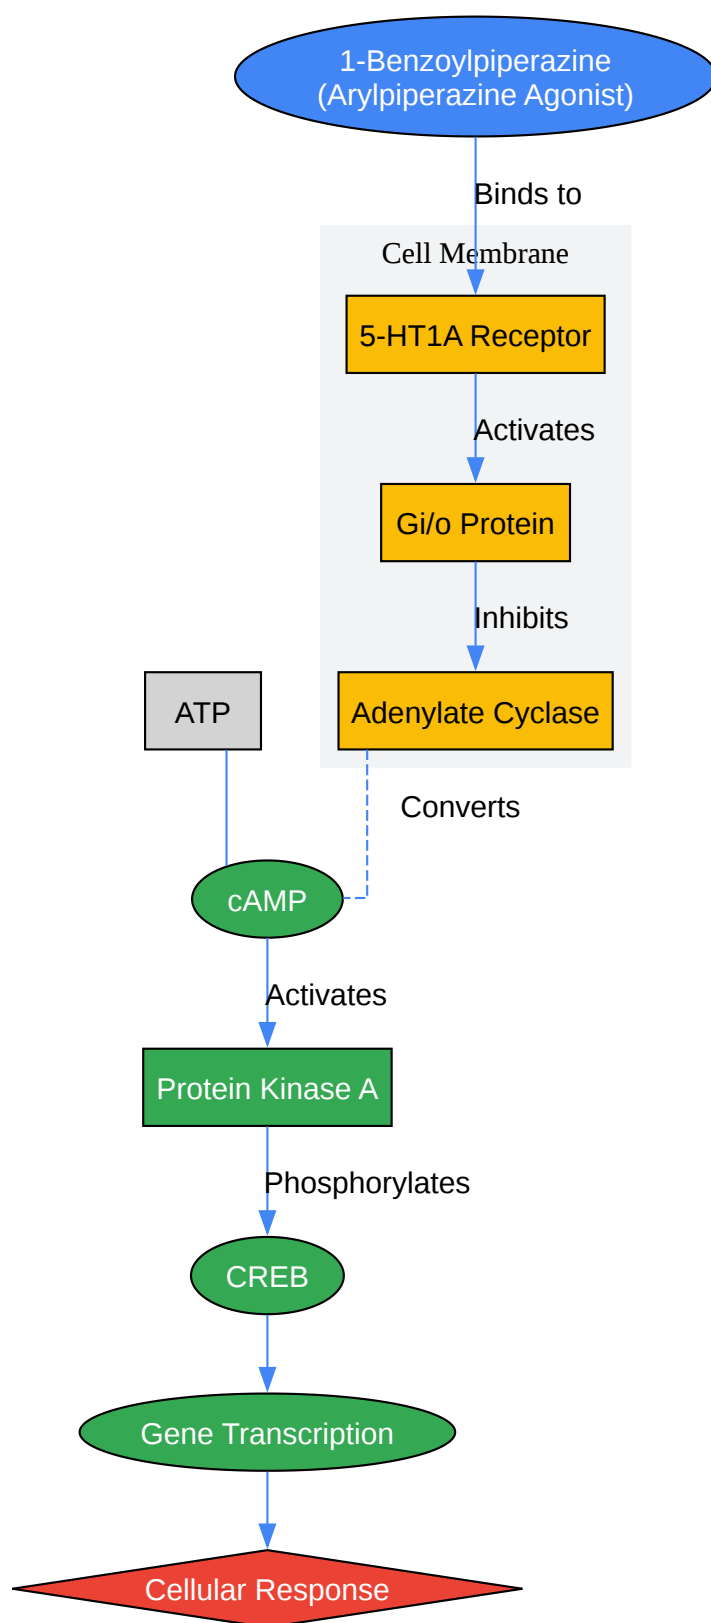 1-Benzoylpiperazine
(Arylpiperazine Agonist)
Binds to
Cell Membrane
5-HT1A Receptor
Activates
Gi/o Protein
Inhibits
ATP
Adenylate Cyclase
Converts
cAMP
Activates
Protein Kinase A
Phosphorylates
CREB
Gene Transcription
Cellular Response